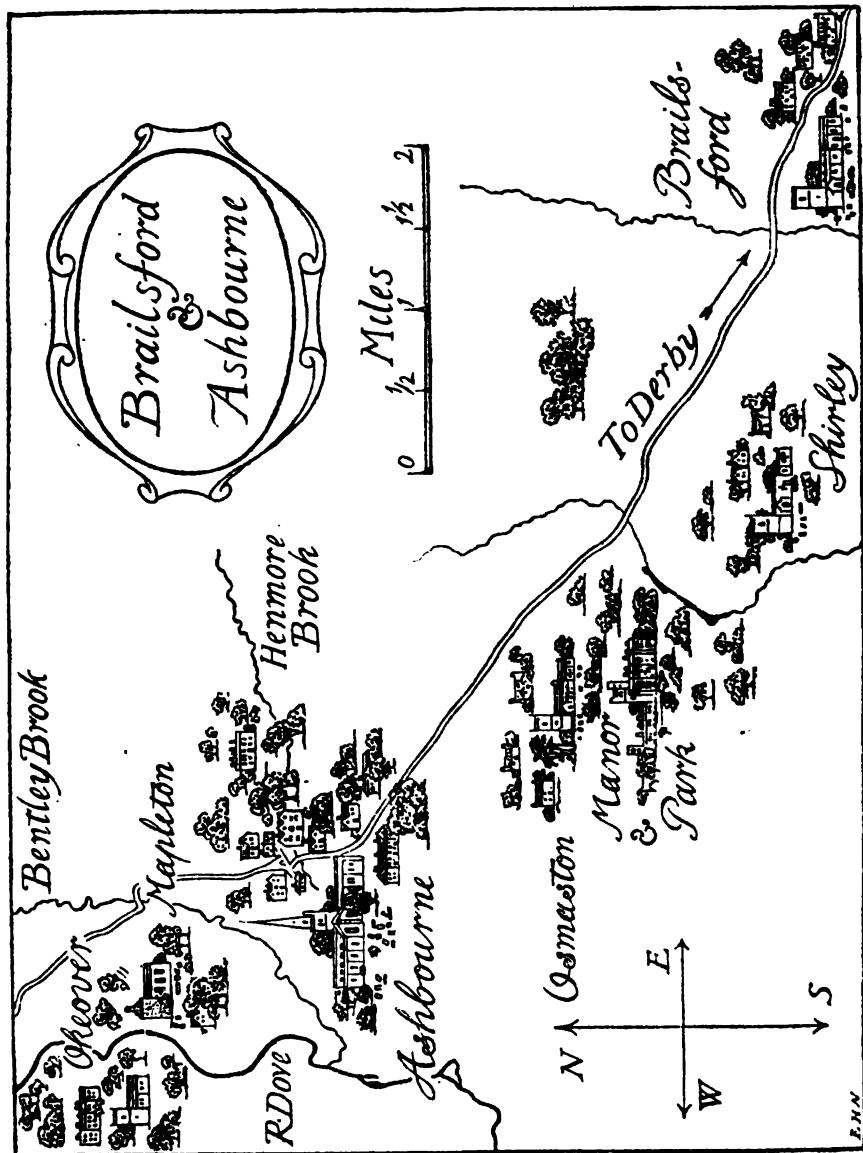 Brailsford
&
Ashbourne
Miles
0 ½ 1 1½ 2
Bentley Brook
Mapleton
Okeover
Henmore
Brook
R Dove
Ashbourne
Osmaston
&
Manor
Park
To Derby
Brails-
ford
Shirley
N
W E
S
E.H.N